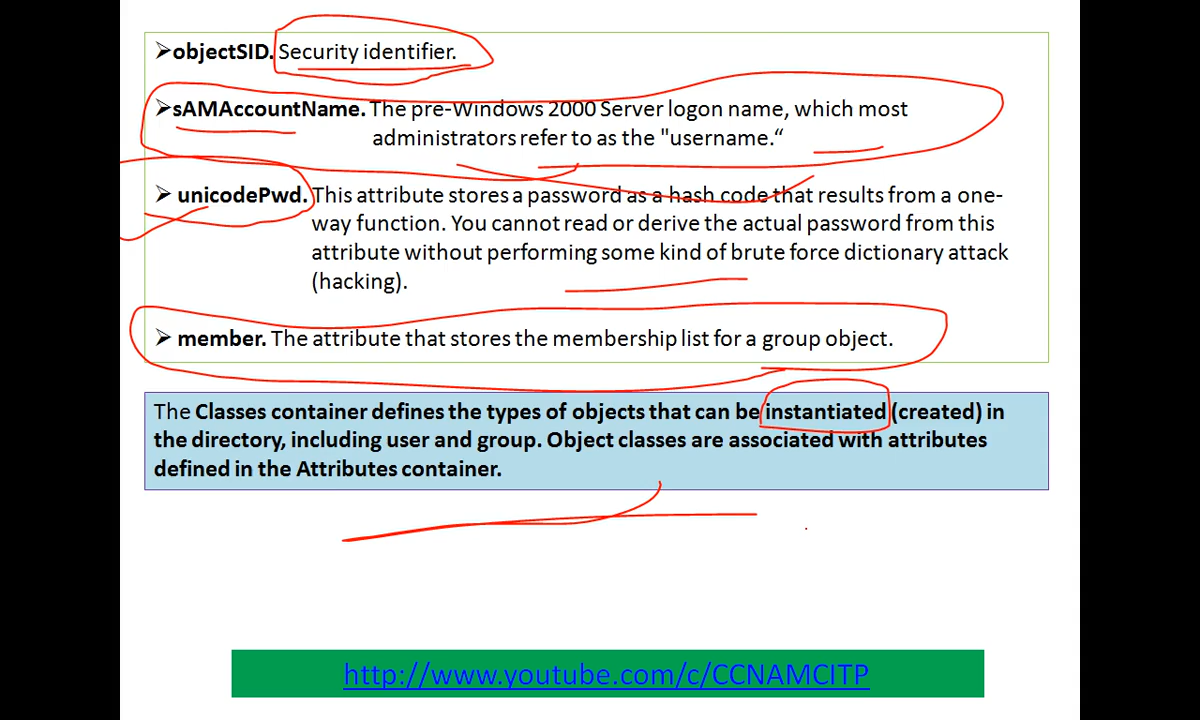 ➢objectSID. Security identifier.
➢sAMAccountName. The pre-Windows 2000 Server logon name, which most
administrators refer to as the "username.“
➢ unicodePwd. This attribute stores a password as a hash code that results from a one-
way function. You cannot read or derive the actual password from this
attribute without performing some kind of brute force dictionary attack
(hacking).
➢ member. The attribute that stores the membership list for a group object.
The Classes container defines the types of objects that can be instantiated (created) in
the directory, including user and group. Object classes are associated with attributes
defined in the Attributes container.
http://www.youtube.com/c/CCNAMCITP